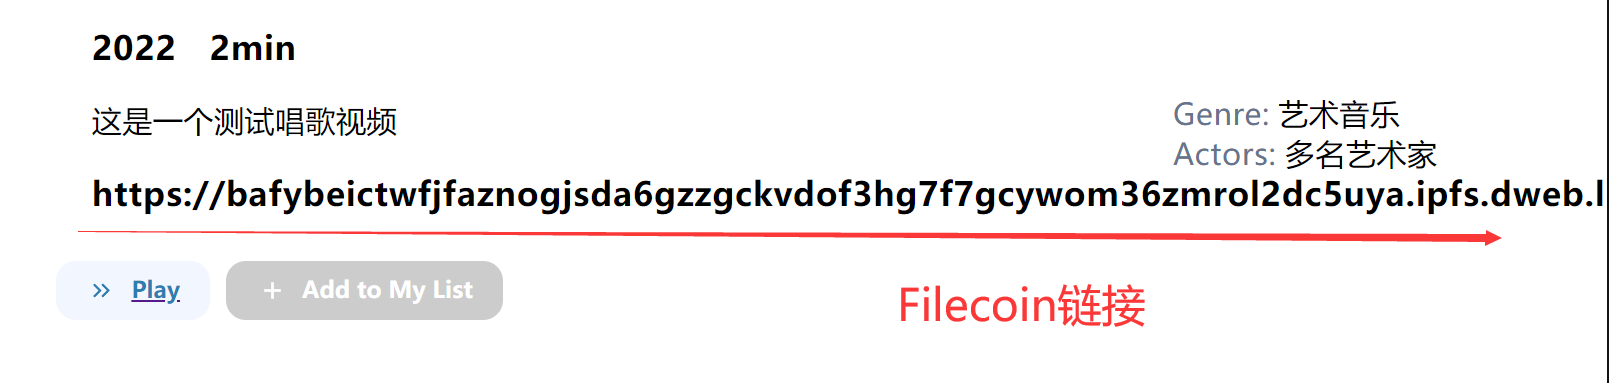 2022 2min
这是一个测试唱歌视频
Genre: 艺术音乐
Actors: 多名艺术家
https://bafybeictwfjfaznogjsda6gzzgckvdof3hg7f7gcywom36zmrol2dc5uya.ipfs.dweb.l
Play
+ Add to My List
Filecoin链接